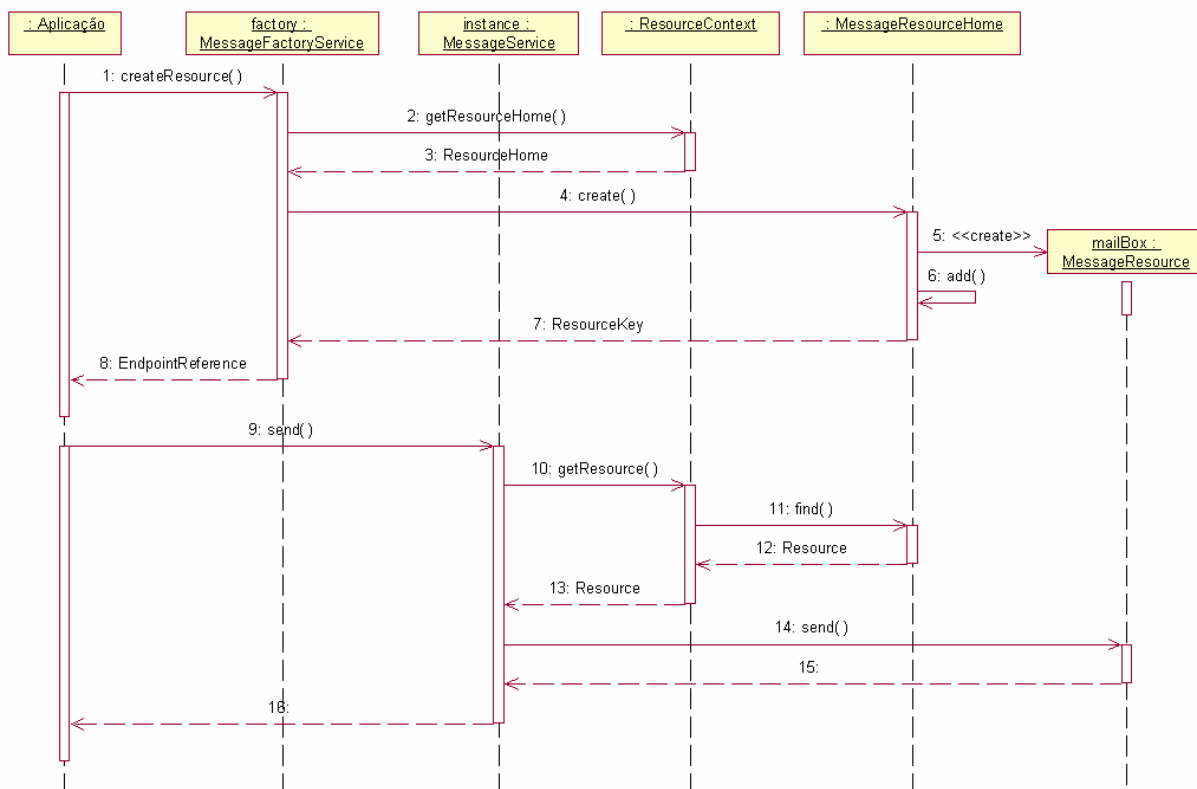 : Aplicação
factory :
MessageFactoryService
instance :
MessageService
: ResourceContext
: MessageResourceHome
1: createResource( )
2: getResourceHome( )
3: ResourceHome
4: create( )
5: <<create>>
mailBox :
MessageResource
6: add( )
7: ResourceKey
8: EndpointReference
9: send( )
10: getResource( )
11: find( )
12: Resource
13: Resource
14: send( )
15:
16: